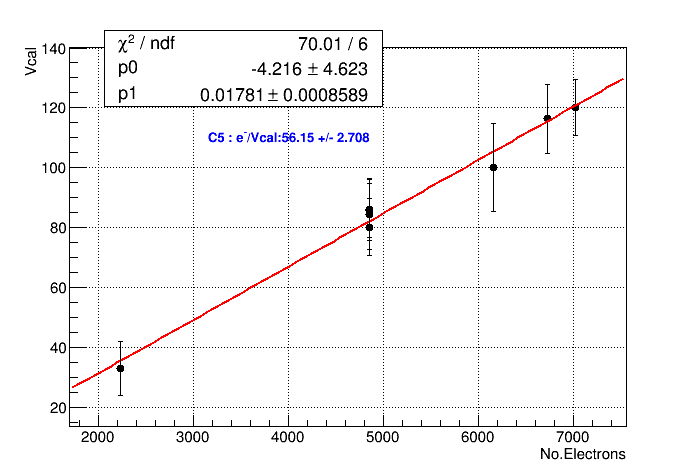 χ² / ndf 70.01 / 6
p0 -4.216 ± 4.623
p1 0.01781 ± 0.0008589
C5 : e⁻/Vcal:56.15 +/- 2.708
Vcal
140
120
100
80
60
40
20
2000 3000 4000 5000 6000 7000
No.Electrons